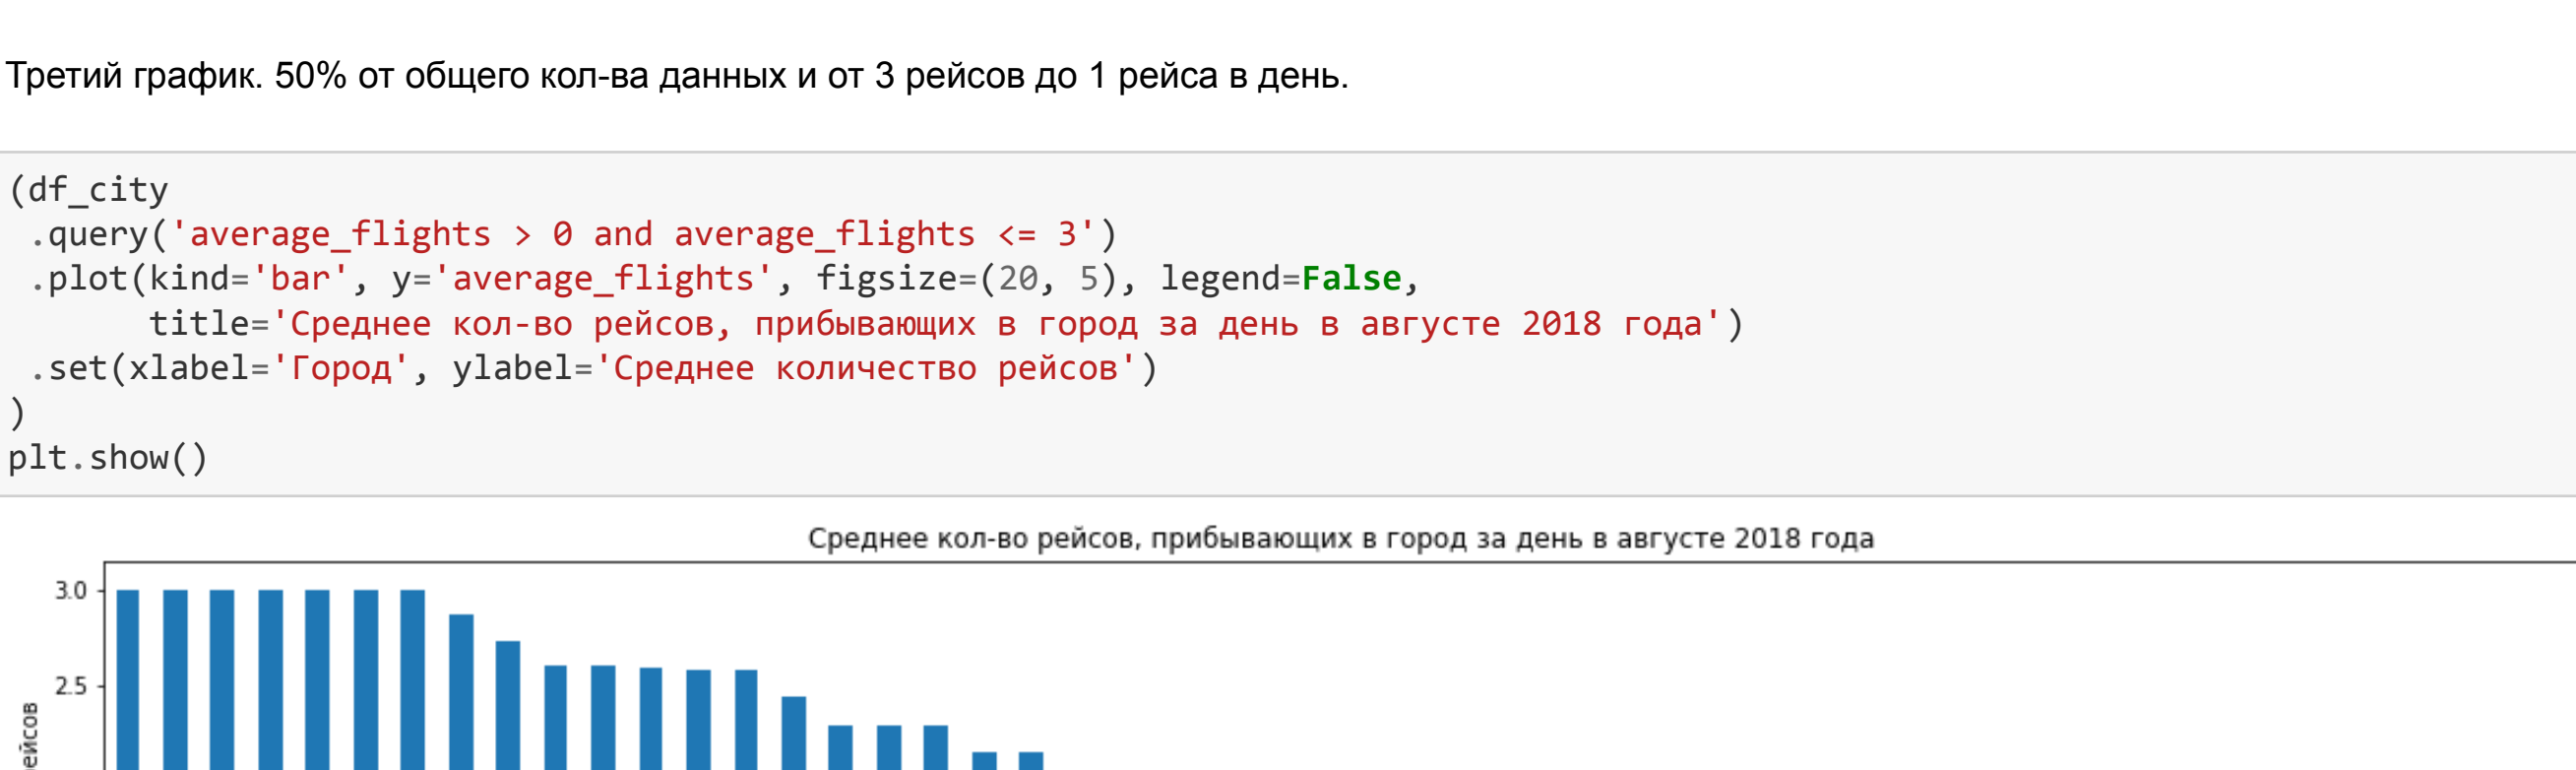 Третий график. 50% от общего кол-ва данных и от 3 рейсов до 1 рейса в день.
(df_city
.query('average_flights > 0 and average_flights <= 3')
.plot(kind='bar', y='average_flights', figsize=(20, 5), legend=False,
title='Среднее кол-во рейсов, прибывающих в город за день в августе 2018 года')
.set(xlabel='Город', ylabel='Среднее количество рейсов')
)
plt.show()
Среднее кол-во рейсов, прибывающих в город за день в августе 2018 года
3.0
2.5